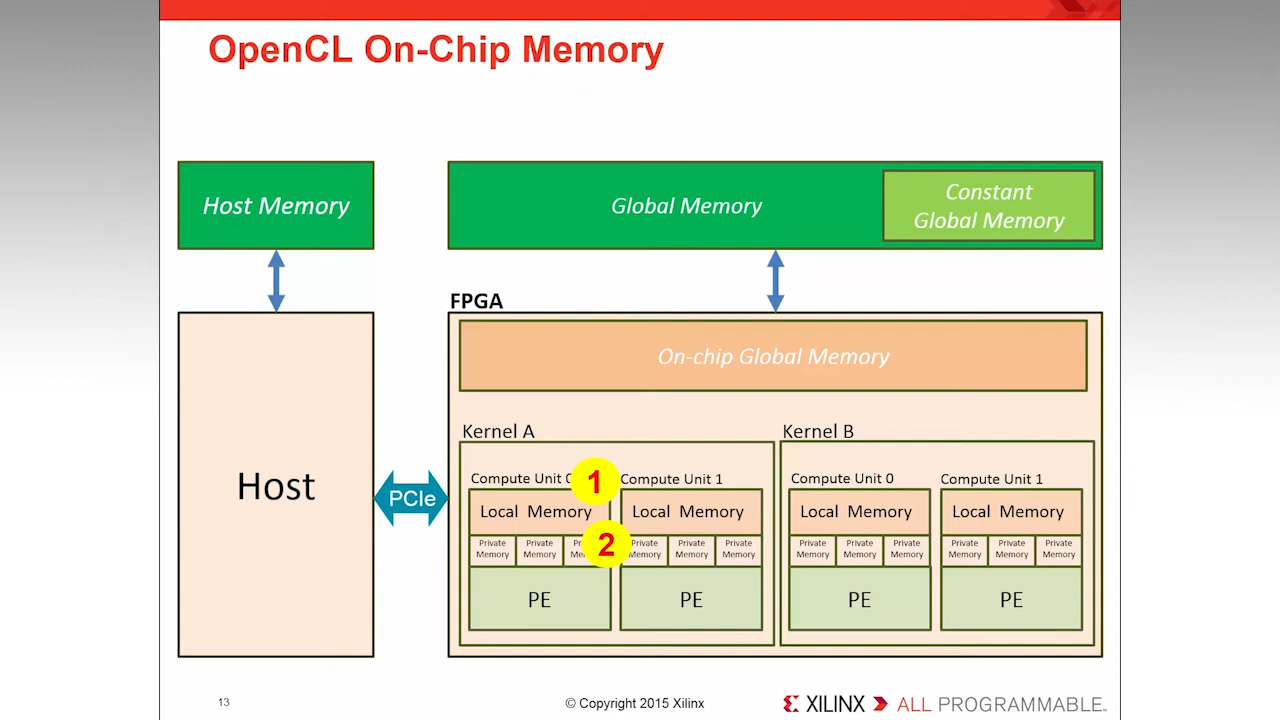 OpenCL On-Chip Memory
Host Memory
Global Memory
Constant
Global Memory
FPGA
On-chip Global Memory
Host
PCIe
Kernel A
Kernel B
Compute Unit
1
Compute Unit 1
Compute Unit 0
Compute Unit 1
Local Memory
Local Memory
Local Memory
Local Memory
2
Private
Memory
Private
Memory
Private
Memory
Private
Memory
Private
Memory
Private
Memory
Private
Memory
Private
Memory
Private
Memory
Private
Memory
PE
PE
PE
PE
13
© Copyright 2015 Xilinx
XILINX ALL PROGRAMMABLE™